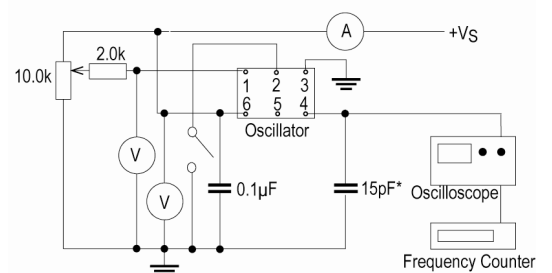 A
+VS
2.0k
10.0k
1 2 3
6 5 4
Oscillator
V
V
0.1µF
15pF*
Oscilloscope
Frequency Counter